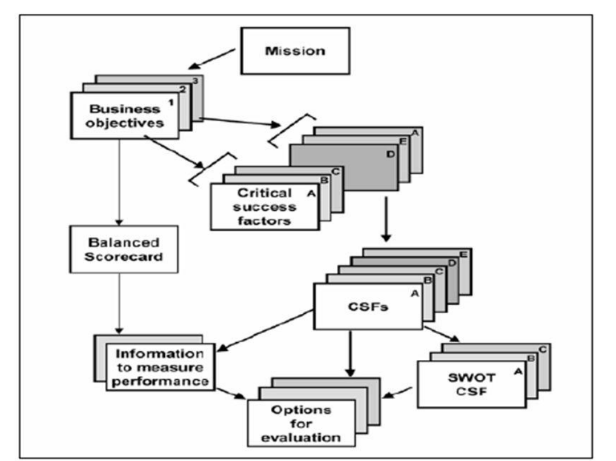 Mission
3
2
1
Business
objectives
A
E
D
C
B
A
Critical
success
factors
Balanced
Scorecard
E
D
C
B
A
CSFs
Information
to measure
performance
C
B
A
SWOT
CSF
Options
for
evaluation